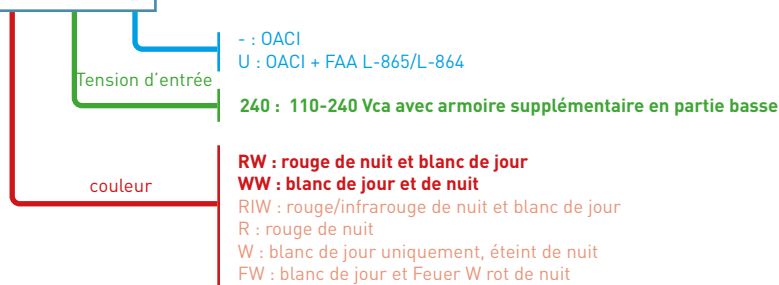 - : OACI
U : OACI + FAA L-865/L-864
Tension d'entrée
240 : 110-240 Vca avec armoire supplémentaire en partie basse
RW : rouge de nuit et blanc de jour
couleur
WW : blanc de jour et de nuit
RIW : rouge/infrarouge de nuit et blanc de jour
R : rouge de nuit
W : blanc de jour uniquement, éteint de nuit
FW : blanc de jour et Feuer W rot de nuit